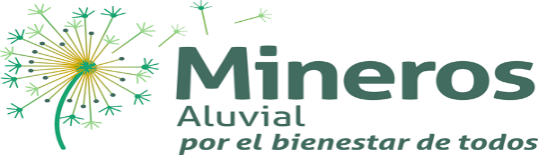 Mineros
Aluvial
por el bienestar de todos